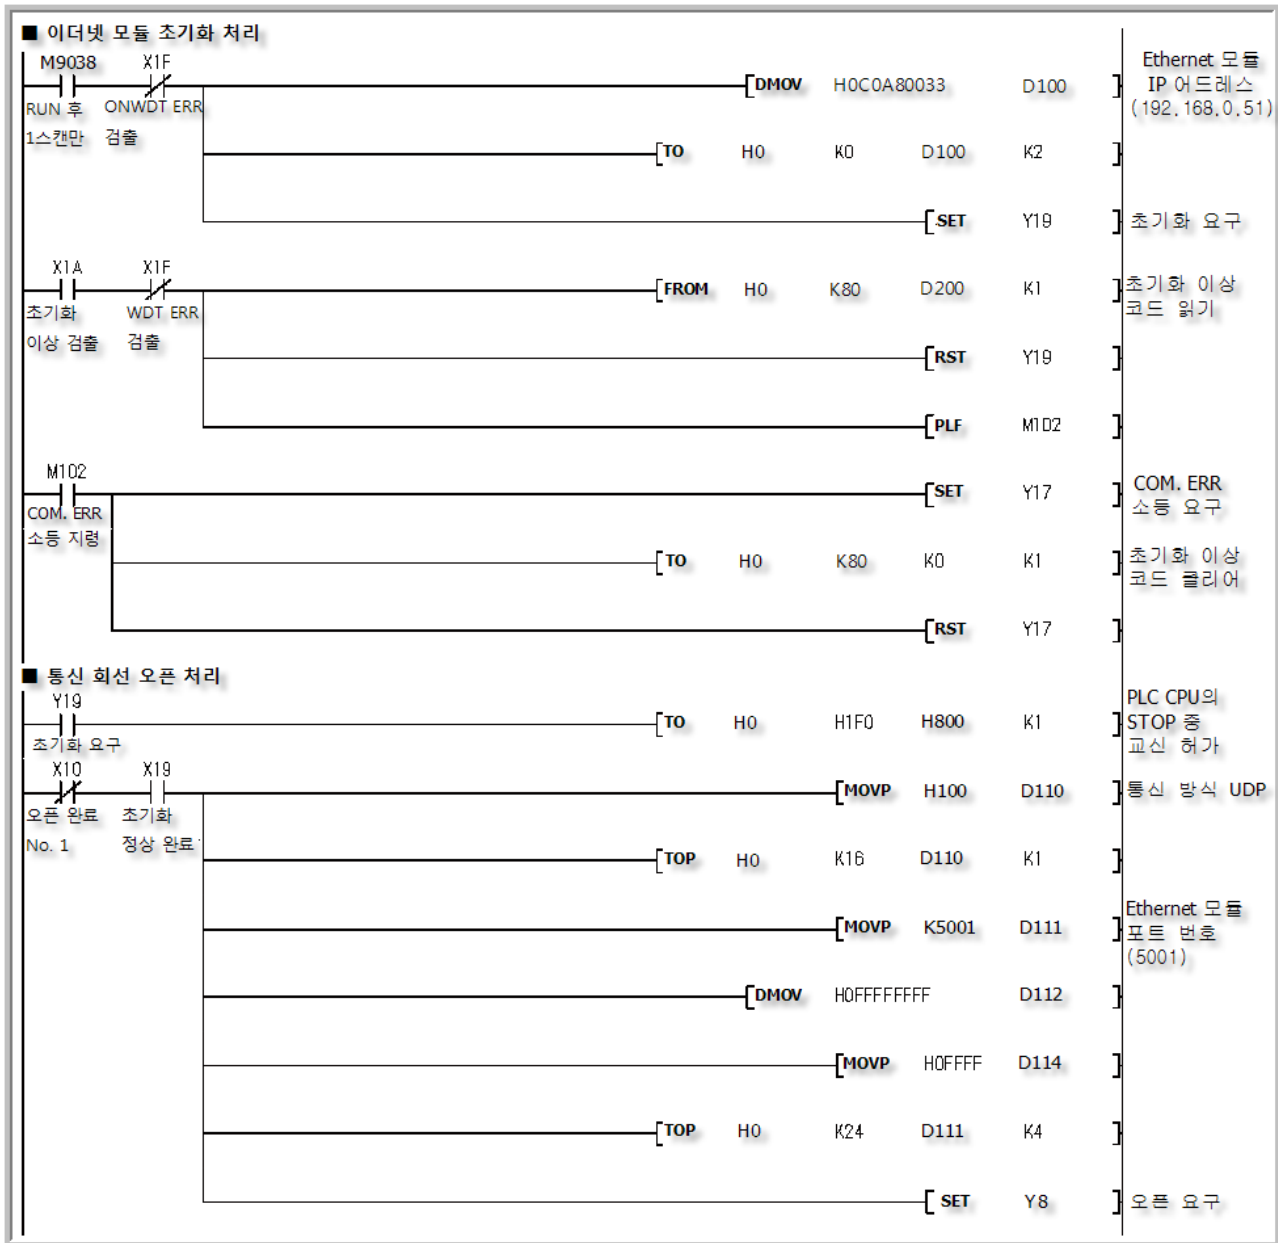 ■ 이더넷 모듈 초기화 처리
M9038 X1F
[DMOV H0C0A80033 D100 ]
Ethernet 모듈
IP 어드레스
(192.168.0.51)
RUN 후 ONWDT ERR
1스캔만 검출
[TO H0 K0 D100 K2 ]
[SET Y19 ] 초기화 요구
X1A X1F
[FROM H0 K80 D200 K1 ] 초기화 이상
코드 읽기
초기화 WDT ERR
이상 검출 검출
[RST Y19 ]
[PLF M102 ]
M102
[SET Y17 ] COM. ERR
소등 요구
COM. ERR
소등 지령
[TO H0 K80 K0 K1 ] 초기화 이상
코드 클리어
[RST Y17 ]
■ 통신 회선 오픈 처리
Y19
[TO H0 H1F0 H800 K1 ] PLC CPU의
STOP 중
교신 허가
초기화 요구
X10 X19
[MOVP H100 D110 ] 통신 방식 UDP
오픈 완료 초기화
No. 1 정상 완료
[TOP H0 K16 D110 K1 ]
[MOVP K5001 D111 ] Ethernet 모듈
포트 번호
(5001)
[DMOV H0FFFFFFFF D112 ]
[MOVP H0FFFF D114 ]
[TOP H0 K24 D111 K4 ]
[SET Y8 ] 오픈 요구